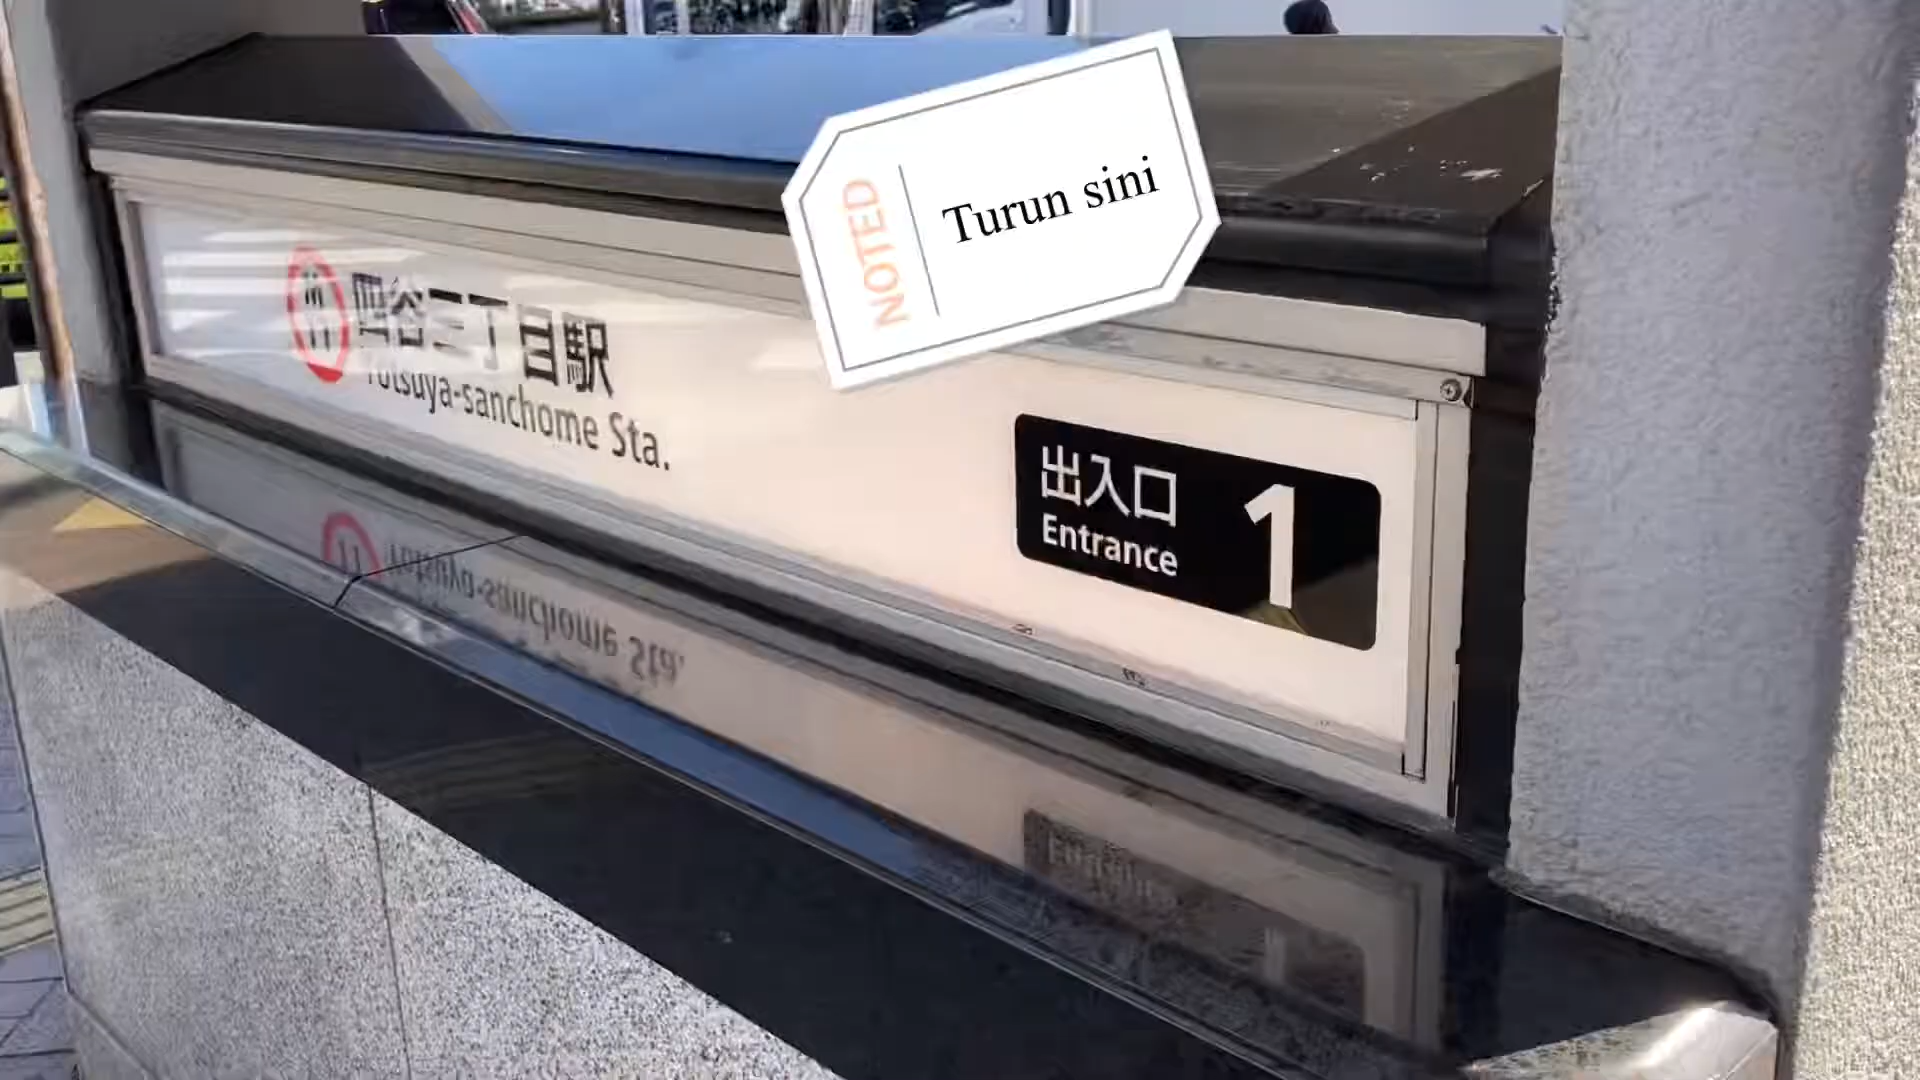 NOTED
Turun sini
四谷三丁目駅
Yotsuya-sanchome Sta.
出入口
Entrance
1